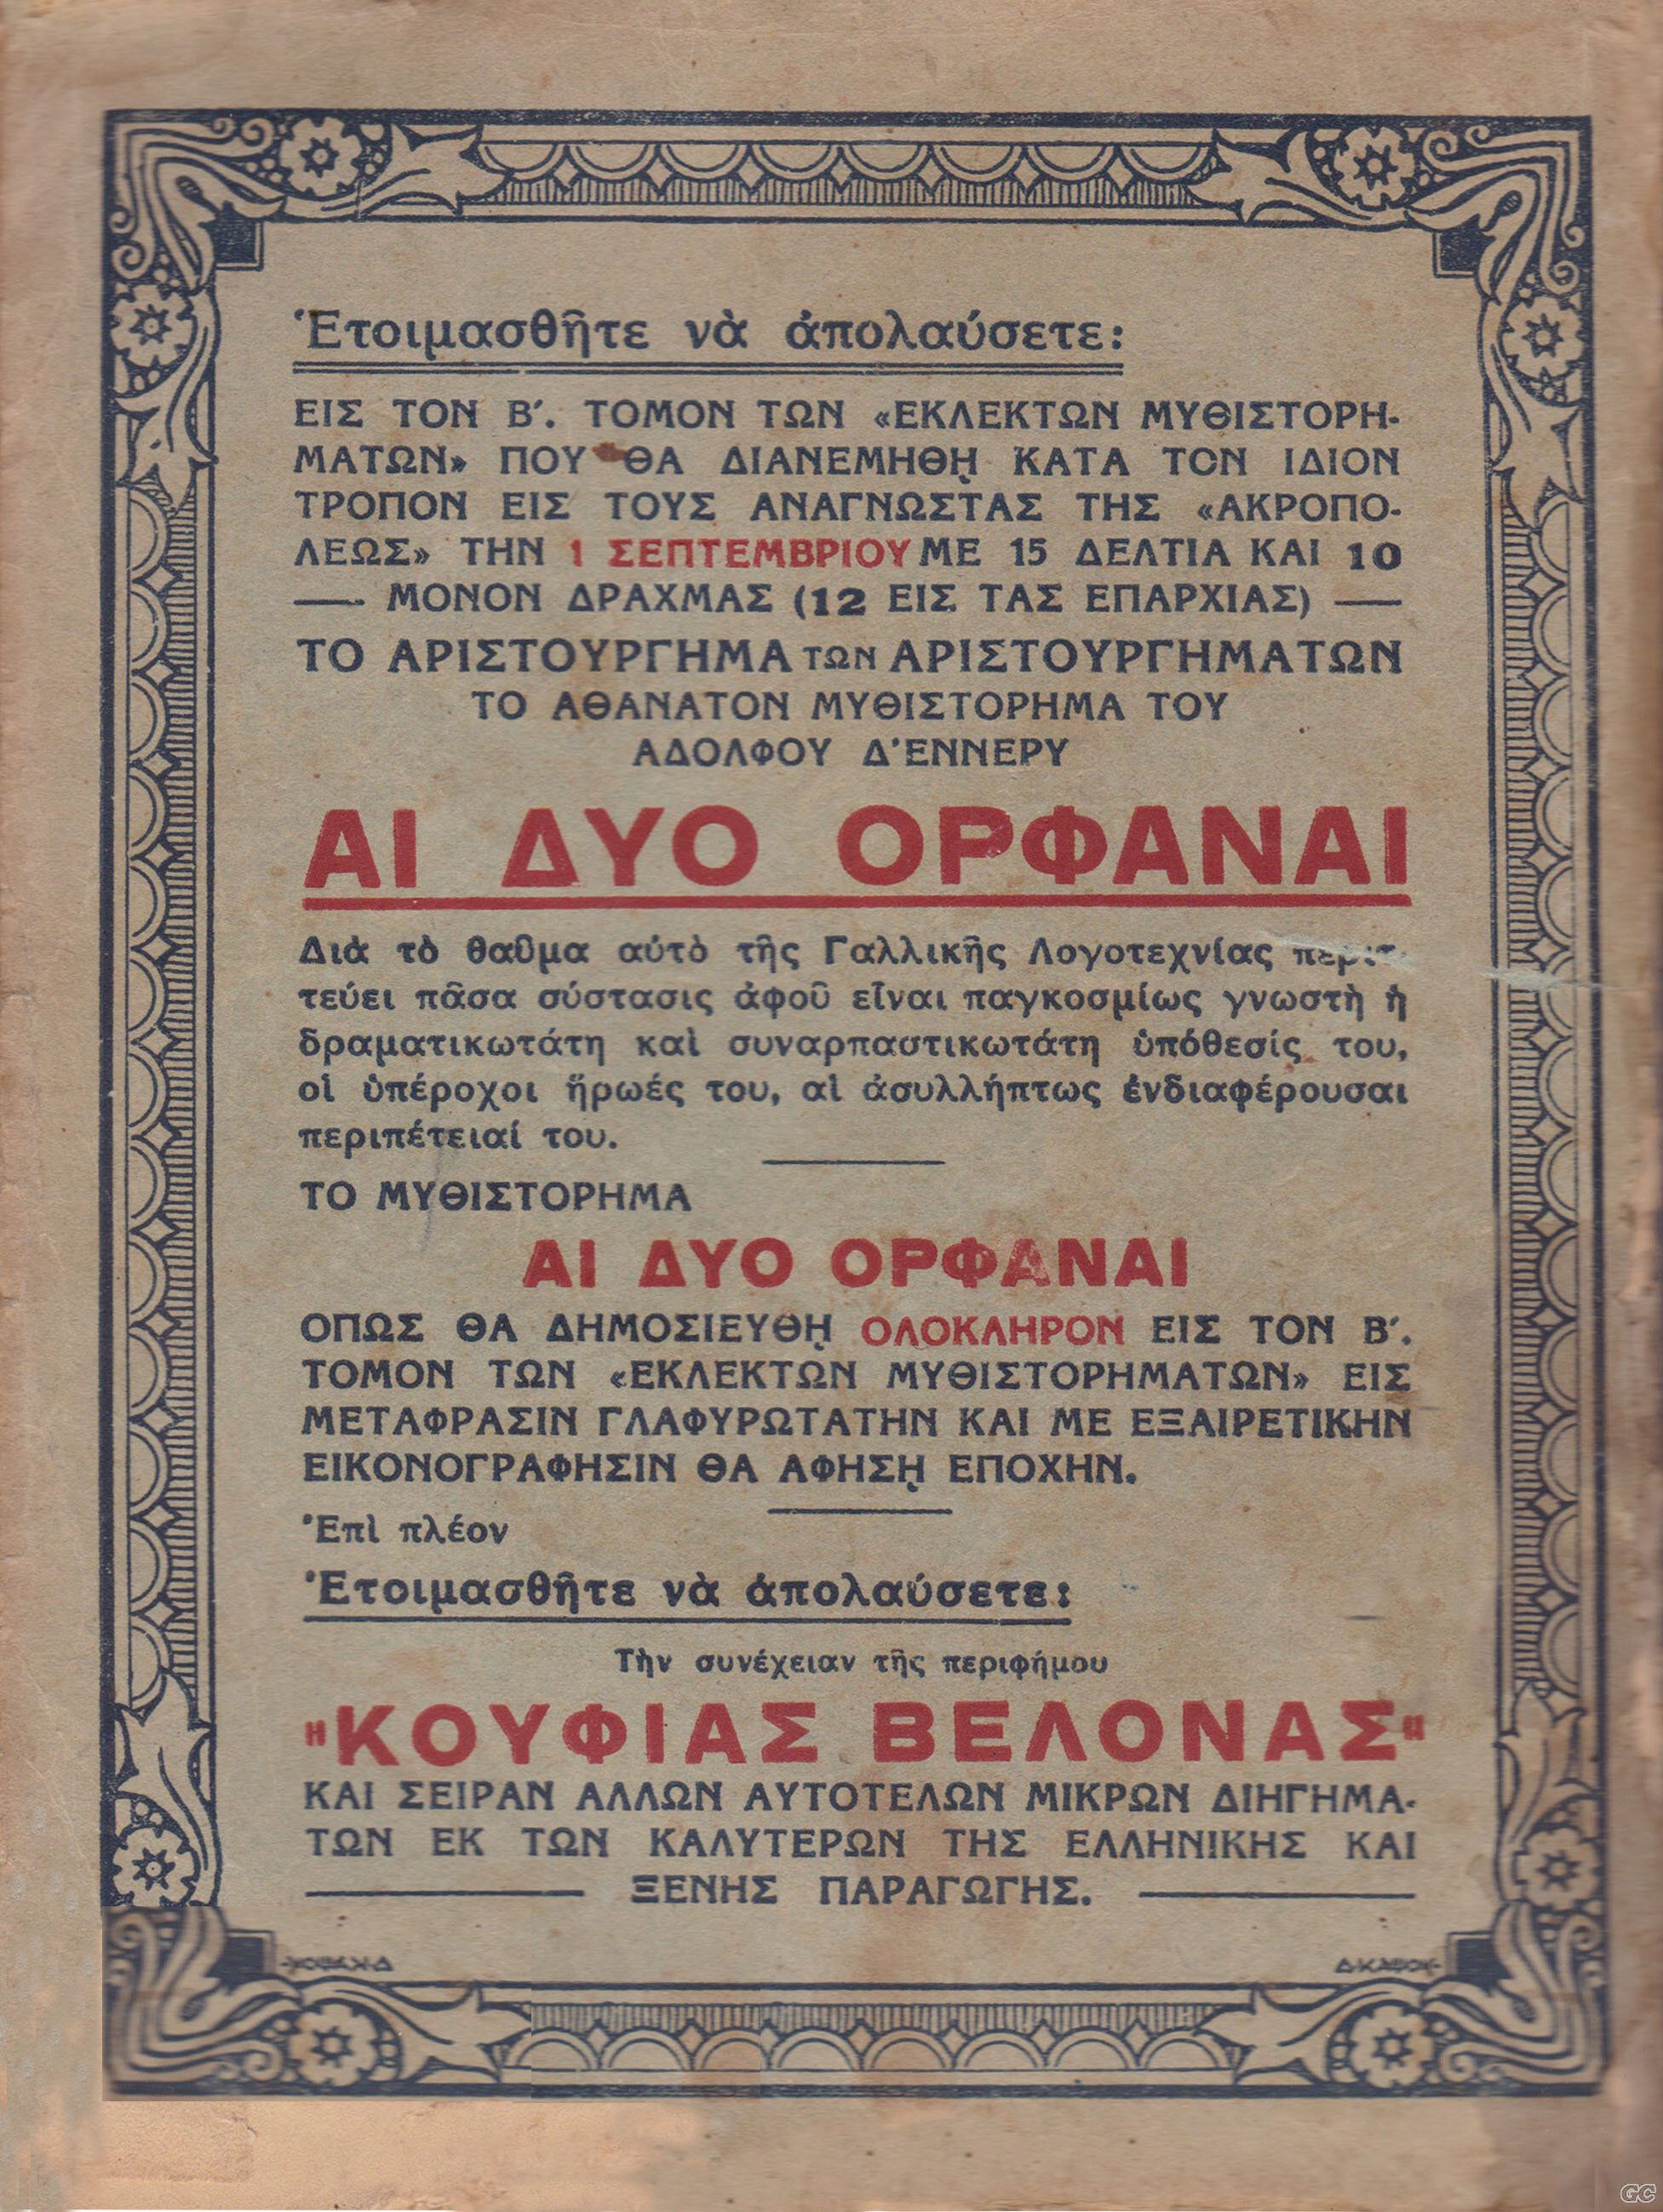 Ἑτοιμασθῆτε νὰ ἀπολαύσετε:
ΕΙΣ ΤΟΝ Β΄. ΤΟΜΟΝ ΤΩΝ «ΕΚΛΕΚΤΩΝ ΜΥΘΙΣΤΟΡΗ-
ΜΑΤΩΝ» ΠΟΥ ΘΑ ΔΙΑΝΕΜΗΘῌ ΚΑΤΑ ΤΟΝ ΙΔΙΟΝ
ΤΡΟΠΟΝ ΕΙΣ ΤΟΥΣ ΑΝΑΓΝΩΣΤΑΣ ΤΗΣ «ΑΚΡΟΠΟ-
ΛΕΩΣ» ΤΗΝ 1 ΣΕΠΤΕΜΒΡΙΟΥ ΜΕ 15 ΔΕΛΤΙΑ ΚΑΙ 10
— ΜΟΝΟΝ ΔΡΑΧΜΑΣ (12 ΕΙΣ ΤΑΣ ΕΠΑΡΧΙΑΣ) —
ΤΟ ΑΡΙΣΤΟΥΡΓΗΜΑ ΤΩΝ ΑΡΙΣΤΟΥΡΓΗΜΑΤΩΝ
ΤΟ ΑΘΑΝΑΤΟΝ ΜΥΘΙΣΤΟΡΗΜΑ ΤΟΥ
ΑΔΟΛΦΟΥ Δ'ΕΝΝΕΡΥ
ΑΙ ΔΥΟ ΟΡΦΑΝΑΙ
Διὰ τὸ θαῦμα αὐτὸ τῆς Γαλλικῆς Λογοτεχνίας περιτ-
τεύει πᾶσα σύστασις ἀφοῦ εἶναι παγκοσμίως γνωστὴ ἡ
δραματικωτάτη καὶ συναρπαστικωτάτη ὑπόθεσίς του,
οἱ ὑπέροχοι ἥρωές του, αἱ ἀσυλλήπτως ἐνδιαφέρουσαι
περιπέτειαί του.
ΤΟ ΜΥΘΙΣΤΟΡΗΜΑ
ΑΙ ΔΥΟ ΟΡΦΑΝΑΙ
ΟΠΩΣ ΘΑ ΔΗΜΟΣΙΕΥΘῌ ΟΛΟΚΛΗΡΟΝ ΕΙΣ ΤΟΝ Β΄.
ΤΟΜΟΝ ΤΩΝ «ΕΚΛΕΚΤΩΝ ΜΥΘΙΣΤΟΡΗΜΑΤΩΝ» ΕΙΣ
ΜΕΤΑΦΡΑΣΙΝ ΓΛΑΦΥΡΩΤΑΤΗΝ ΚΑΙ ΜΕ ΕΞΑΙΡΕΤΙΚΗΝ
ΕΙΚΟΝΟΓΡΑΦΗΣΙΝ ΘΑ ΑΦΗΣῌ ΕΠΟΧΗΝ.
Ἐπὶ πλέον
Ἑτοιμασθῆτε νὰ ἀπολαύσετε:
Τὴν συνέχειαν τῆς περιφήμου
"ΚΟΥΦΙΑΣ ΒΕΛΟΝΑΣ"
ΚΑΙ ΣΕΙΡΑΝ ΑΛΛΩΝ ΑΥΤΟΤΕΛΩΝ ΜΙΚΡΩΝ ΔΙΗΓΗΜΑ-
ΤΩΝ ΕΚ ΤΩΝ ΚΑΛΥΤΕΡΩΝ ΤΗΣ ΕΛΛΗΝΙΚΗΣ ΚΑΙ
— ΞΕΝΗΣ ΠΑΡΑΓΩΓΗΣ. —
GC